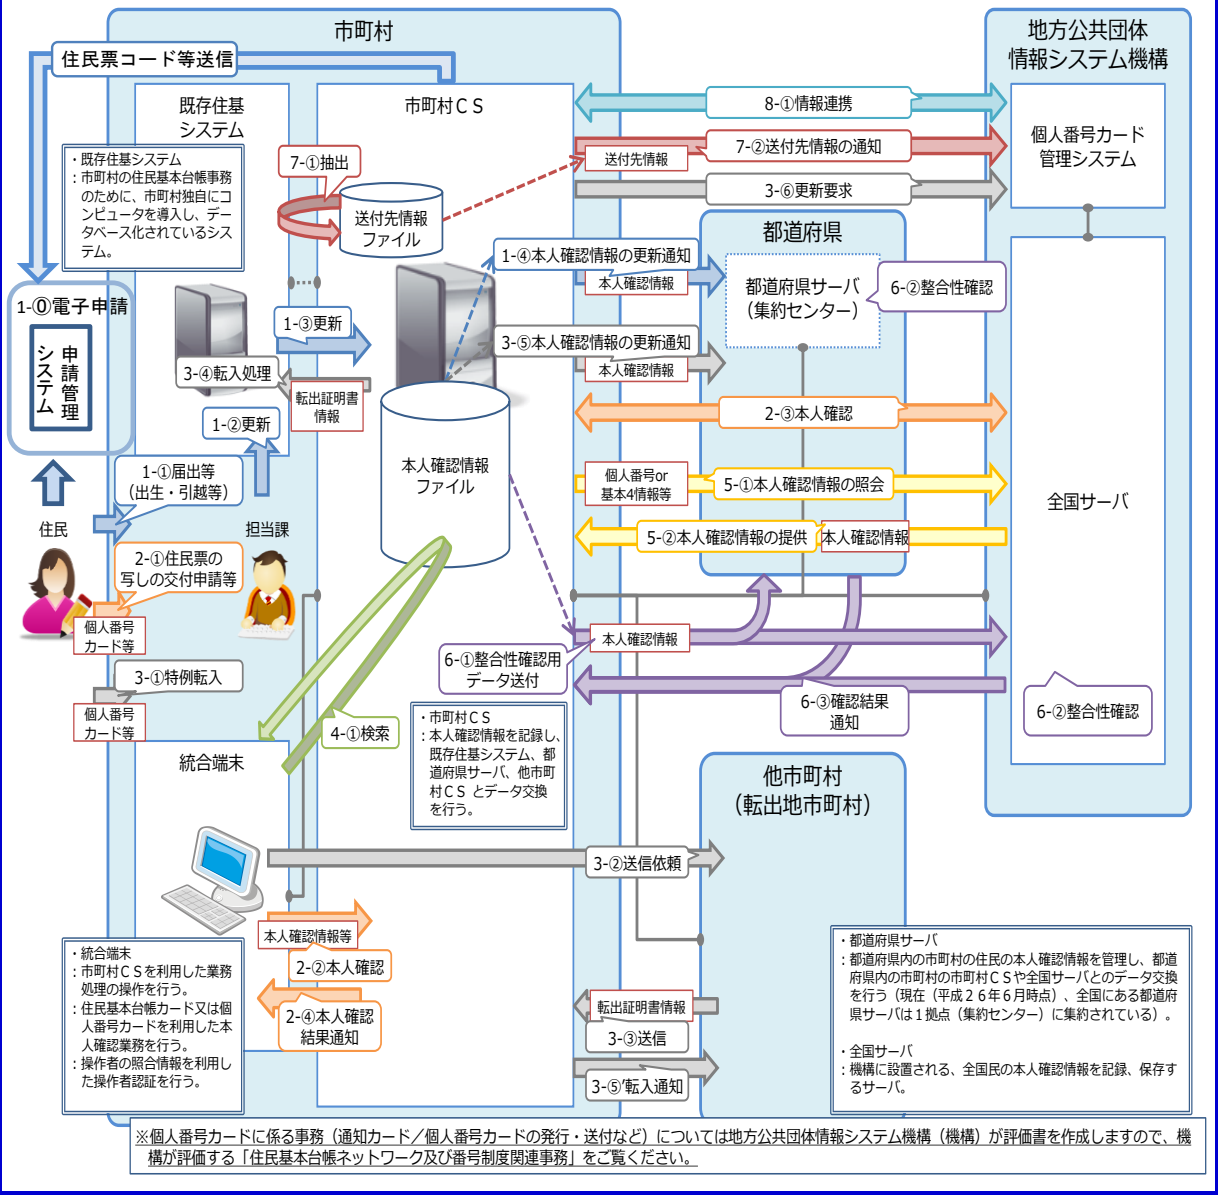 市町村
地方公共団体
情報システム機構
住民票コード等送信
既存住基
システム
市町村ＣＳ
8-①情報連携
個人番号カード
管理システム
7-①抽出
送付先情報
7-②送付先情報の通知
3-⑥更新要求
・既存住基システム
：市町村の住民基本台帳事務
のために、市町村独自にコ
ンピュータを導入し、デー
タベース化されているシス
テム。
送付先情報
ファイル
都道府県
1-④本人確認情報の更新通知
本人確認情報
都道府県サーバ
（集約センター）
6-②整合性確認
1-⓪電子申請
申請管理
システム
1-③更新
3-⑤本人確認情報の更新通知
本人確認情報
3-④転入処理
転出証明書
情報
2-③本人確認
1-②更新
本人確認情報
ファイル
1-①届出等
（出生・引越等）
個人番号or
基本4情報等
5-①本人確認情報の照会
全国サーバ
住民
担当課
5-②本人確認情報の提供
本人確認情報
2-①住民票の
写しの交付申請等
個人番号
カード等
本人確認情報
6-①整合性確認用
データ送付
3-①特例転入
個人番号
カード等
6-③確認結果
通知
6-②整合性確認
4-①検索
・市町村ＣＳ
：本人確認情報を記録し、
既存住基システム、都
道府県サーバ、他市町
村ＣＳ とデータ交換
を行う。
統合端末
他市町村
（転出地市町村）
3-②送信依頼
本人確認情報等
2-②本人確認
2-④本人確認
結果通知
転出証明書情報
3-③送信
3-⑤’転入通知
・統合端末
：市町村ＣＳを利用した業務
処理の操作を行う。
：住民基本台帳カード又は個
人番号カードを利用した本
人確認業務を行う。
：操作者の照合情報を利用し
た操作者認証を行う。
・都道府県サーバ
：都道府県内の市町村の住民の本人確認情報を管理し、都道
府県内の市町村の市町村ＣＳや全国サーバとのデータ交換
を行う（現在（平成２６年６月時点）、全国にある都道府
県サーバは１拠点（集約センター）に集約されている）。
・全国サーバ
：機構に設置される、全国民の本人確認情報を記録、保存す
るサーバ。
※個人番号カードに係る事務（通知カード／個人番号カードの発行・送付など）については地方公共団体情報システム機構（機構）が評価書を作成しますので、機
構が評価する「住民基本台帳ネットワーク及び番号制度関連事務」をご覧ください。